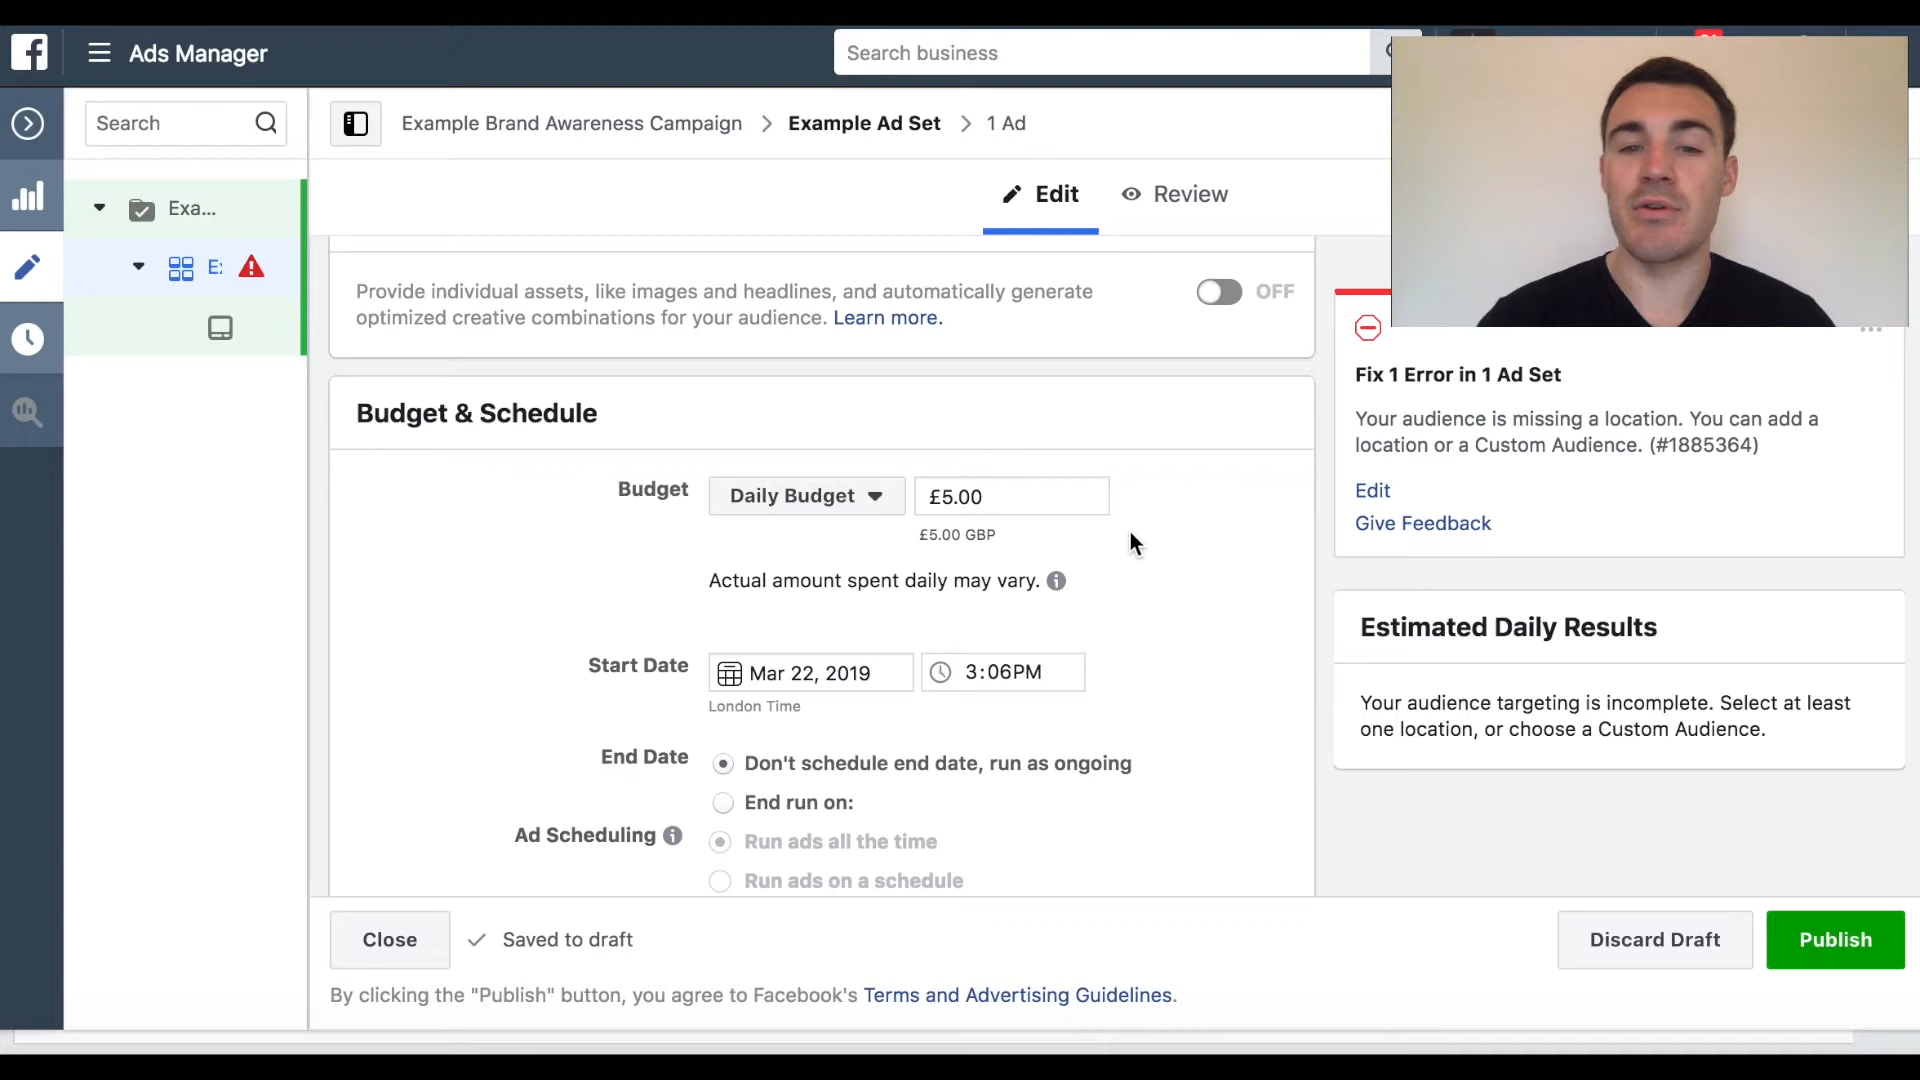 Ads Manager
Search business
Search
Example Brand Awareness Campaign > Example Ad Set > 1 Ad
Exa...
Edit
Review
Provide individual assets, like images and headlines, and automatically generate
optimized creative combinations for your audience. Learn more.
OFF
Budget & Schedule
Budget
Daily Budget
£5.00
£5.00 GBP
Actual amount spent daily may vary.
Start Date
Mar 22, 2019
3:06PM
London Time
End Date
Don't schedule end date, run as ongoing
End run on:
Ad Scheduling
Run ads all the time
Run ads on a schedule
Fix 1 Error in 1 Ad Set
Your audience is missing a location. You can add a
location or a Custom Audience. (#1885364)
Edit
Give Feedback
Estimated Daily Results
Your audience targeting is incomplete. Select at least
one location, or choose a Custom Audience.
Close
Saved to draft
Discard Draft
Publish
By clicking the "Publish" button, you agree to Facebook's Terms and Advertising Guidelines.